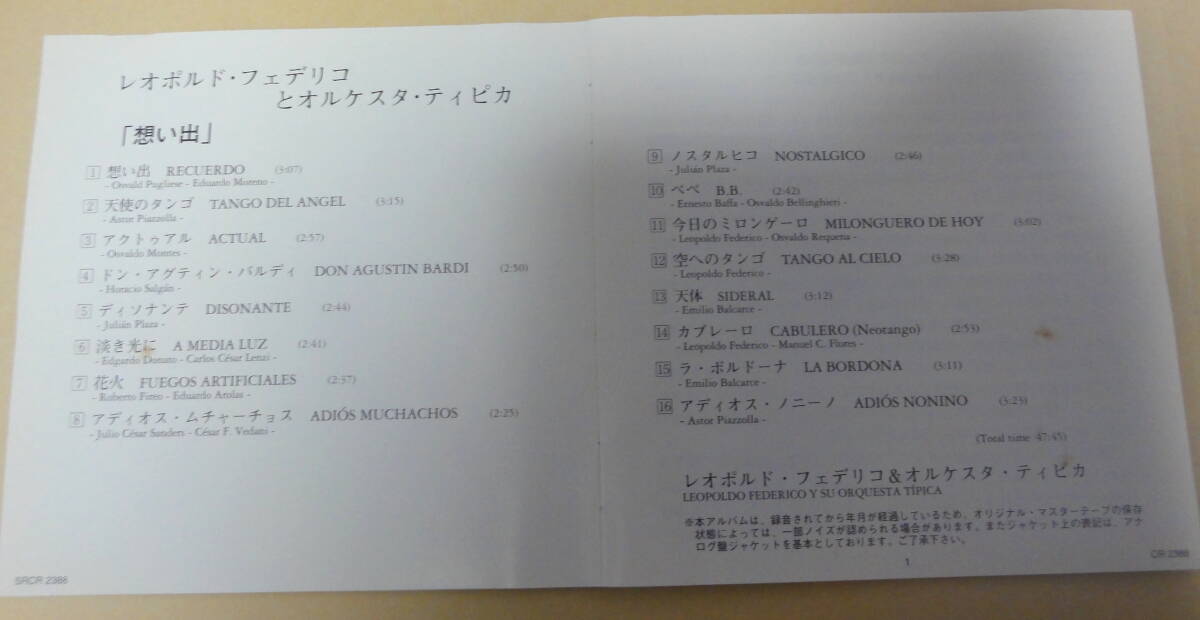 レオポルド・フェデリコ
とオルケスタ・ティピカ
「想い出」
1 想い出 RECUERDO (3:07)
- Osvald Pugliese - Eduardo Moreno -
2 天使のタンゴ TANGO DEL ANGEL (3:15)
- Astor Piazzolla -
3 アクトゥアル ACTUAL (2:57)
- Osvaldo Montes -
4 ドン・アグティン・バルディ DON AGUSTIN BARDI (2:50)
- Horacio Salgán -
5 ディソナンテ DISONANTE (2:44)
- Julián Plaza -
6 淡き光に A MEDIA LUZ (2:41)
- Edgardo Donato - Carlos César Lenzi -
7 花火 FUEGOS ARTIFICIALES (2:37)
- Roberto Firpo - Eduardo Arolas -
8 アディオス・ムチャーチョス ADIÓS MUCHACHOS (2:25)
- Julio César Sanders - César F. Vedani -
9 ノスタルヒコ NOSTALGICO (2:46)
- Julián Plaza -
10 べべ B.B. (2:42)
- Ernesto Baffa - Osvaldo Bellinghieri -
11 今日のミロンゲーロ MILONGUERO DE HOY (3:02)
- Leopoldo Federico - Osvaldo Requena -
12 空へのタンゴ TANGO AL CIELO (3:28)
- Leopoldo Federico -
13 天体 SIDERAL (3:12)
- Emilio Balcarce -
14 カブレーロ CABULERO (Neotango) (2:53)
- Leopoldo Federico - Manuel C. Flores -
15 ラ・ボルドーナ LA BORDONA (3:11)
- Emilio Balcarce -
16 アディオス・ノニーノ ADIÓS NONINO (3:23)
- Astor Piazzolla -
(Total time 47:45)
レオポルド・フェデリコ＆オルケスタ・ティピカ
LEOPOLDO FEDERICO Y SU ORQUESTA TÍPICA
※本アルバムは、録音されてから年月が経過しているため、オリジナル・マスターテープの保存
状態によっては、一部ノイズが認められる場合があります。またジャケット上の表記は、アナ
ログ盤ジャケットを基本としております。ご了承下さい。
1
SRCR 2388
CR 2388